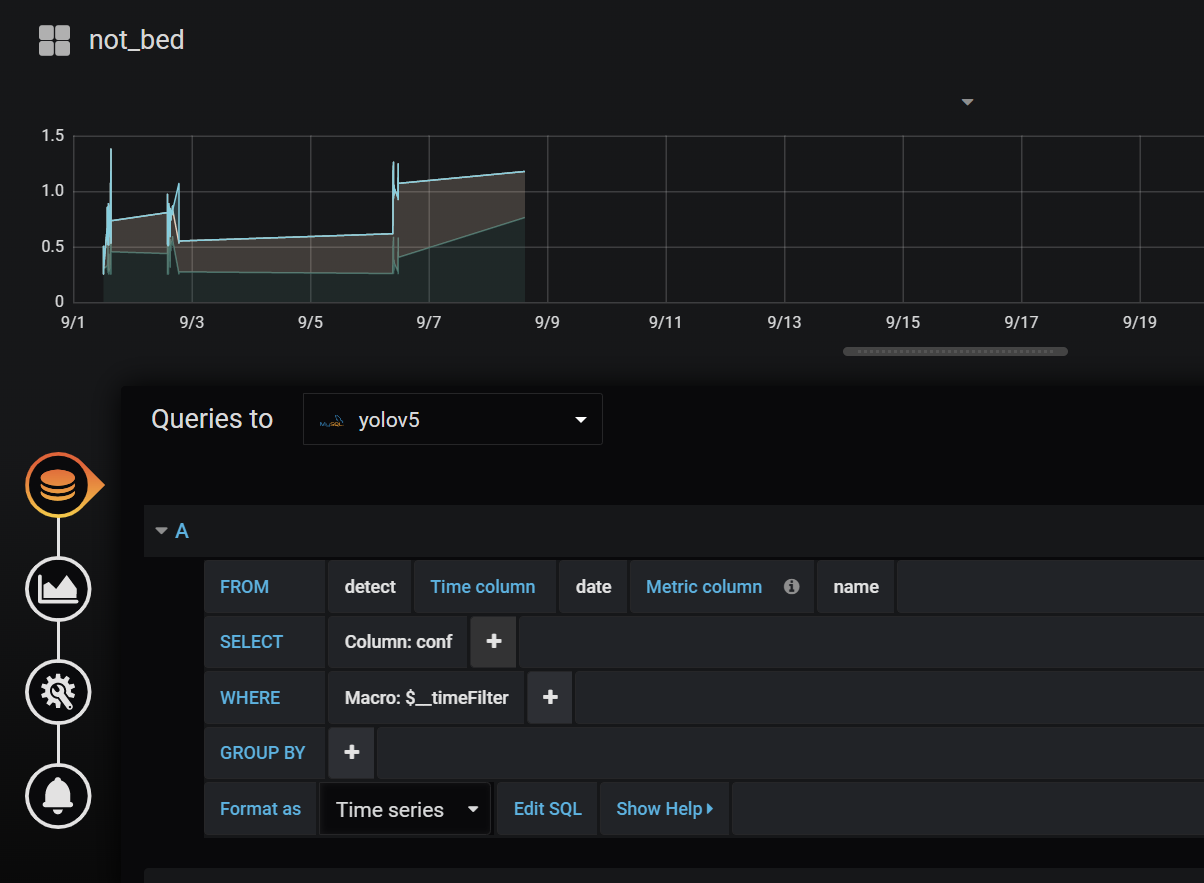 not_bed
1.5
1.0
0.5
0
9/1 9/3 9/5 9/7 9/9 9/11 9/13 9/15 9/17 9/19
Queries to MySQL yolov5
A
FROM detect Time column date Metric column name
SELECT Column: conf +
WHERE Macro: $__timeFilter +
GROUP BY +
Format as Time series Edit SQL Show Help